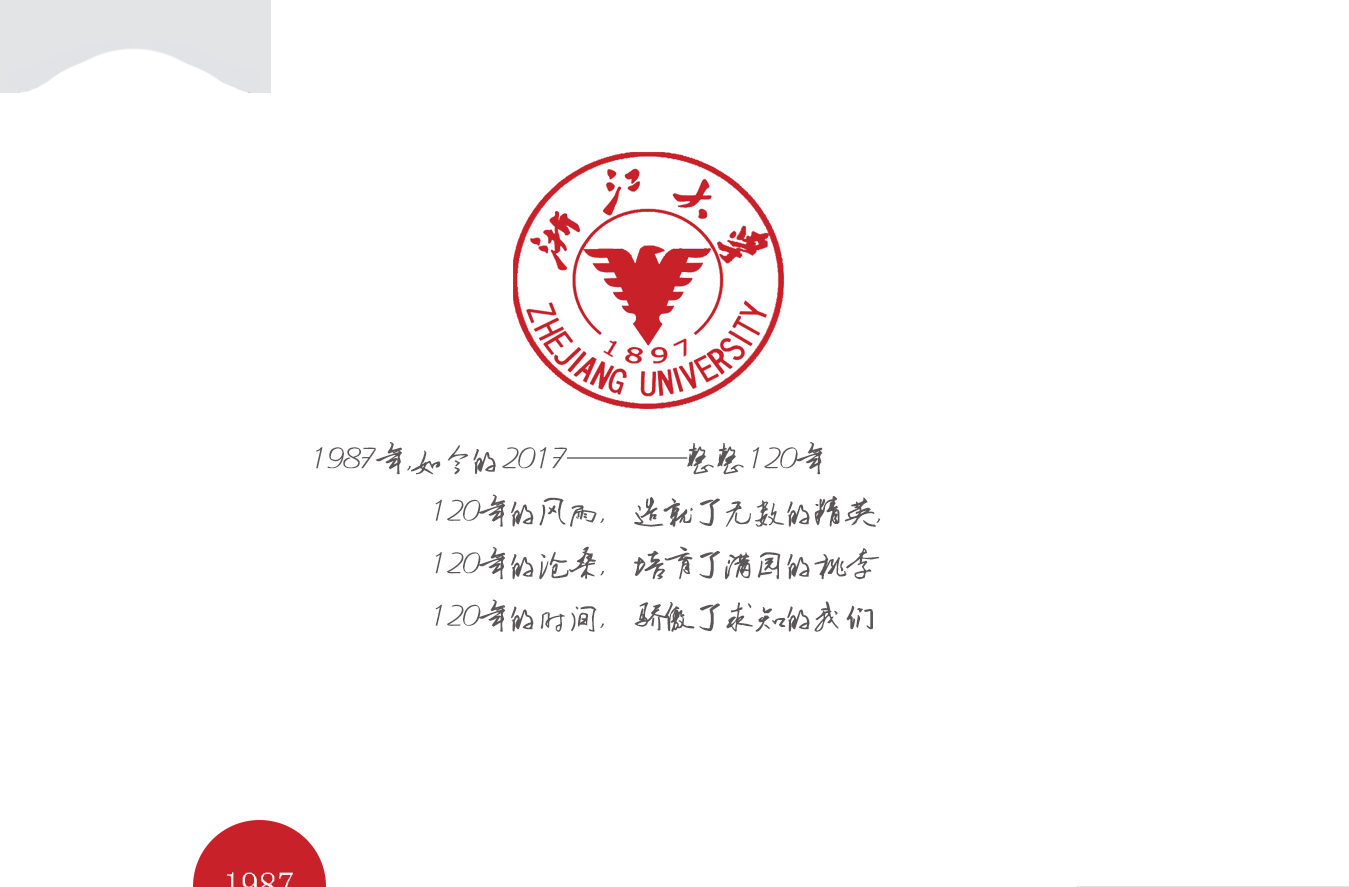 浙江大学
1897
ZHEJIANG UNIVERSITY
1987年,如今的2017————整整120年
120年的风雨, 造就了无数的精英,
120年的沧桑, 培育了满园的桃李
120年的时间, 骄傲了求知的我们
1987